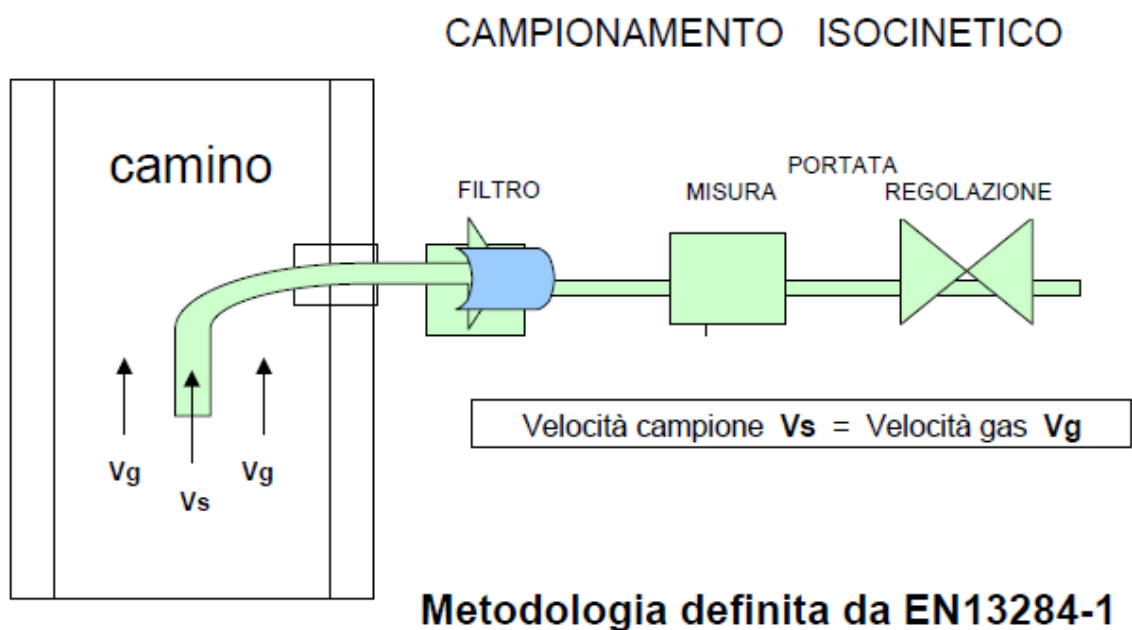 CAMPIONAMENTO ISOCINETICO
camino
PORTATA
FILTRO MISURA REGOLAZIONE
Velocità campione Vs = Velocità gas Vg
Vg Vg
Vs
Metodologia definita da EN13284-1